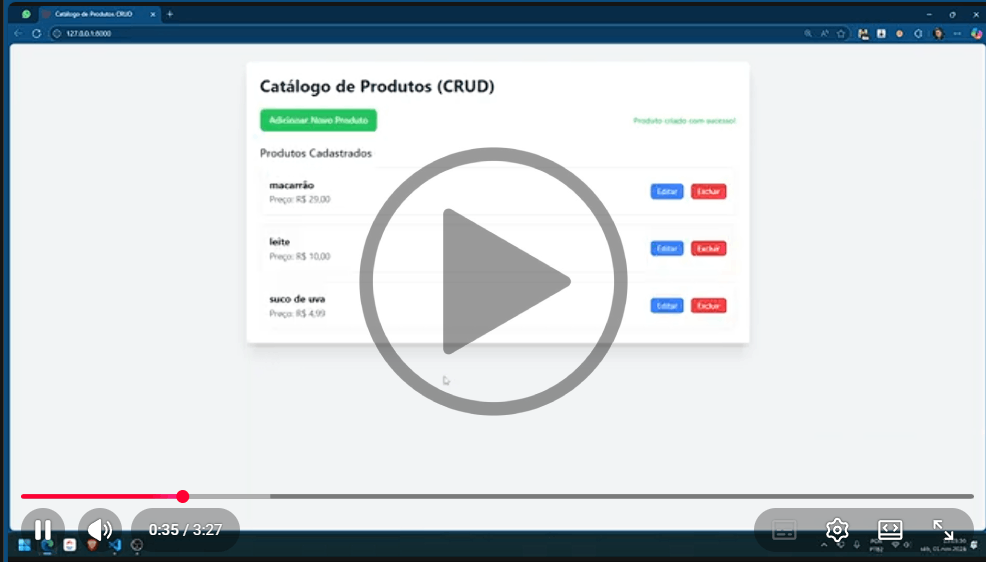 Catálogo de Produtos CRUD
127.0.0.1:8000
Catálogo de Produtos (CRUD)
Adicionar Novo Produto
Produto criado com sucesso!
Produtos Cadastrados
macarrão
Preço: R$ 29,00
Editar
Excluir
leite
Preço: R$ 10,00
Editar
Excluir
suco de uva
Preço: R$ 4,99
Editar
Excluir
0:35 / 3:27
POR
PTB2